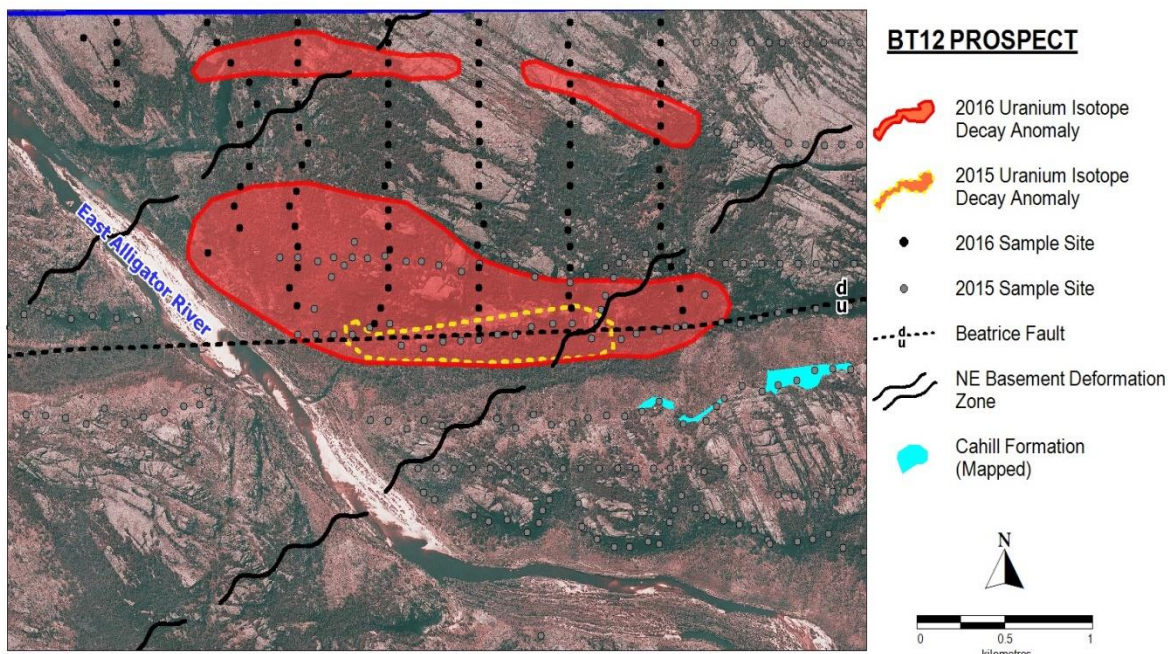 BT12 PROSPECT
2016 Uranium Isotope
Decay Anomaly
2015 Uranium Isotope
Decay Anomaly
2016 Sample Site
2015 Sample Site
d
u
Beatrice Fault
NE Basement Deformation
Zone
Cahill Formation
(Mapped)
N
0 0.5 1
kilometres
East Alligator River
d
u